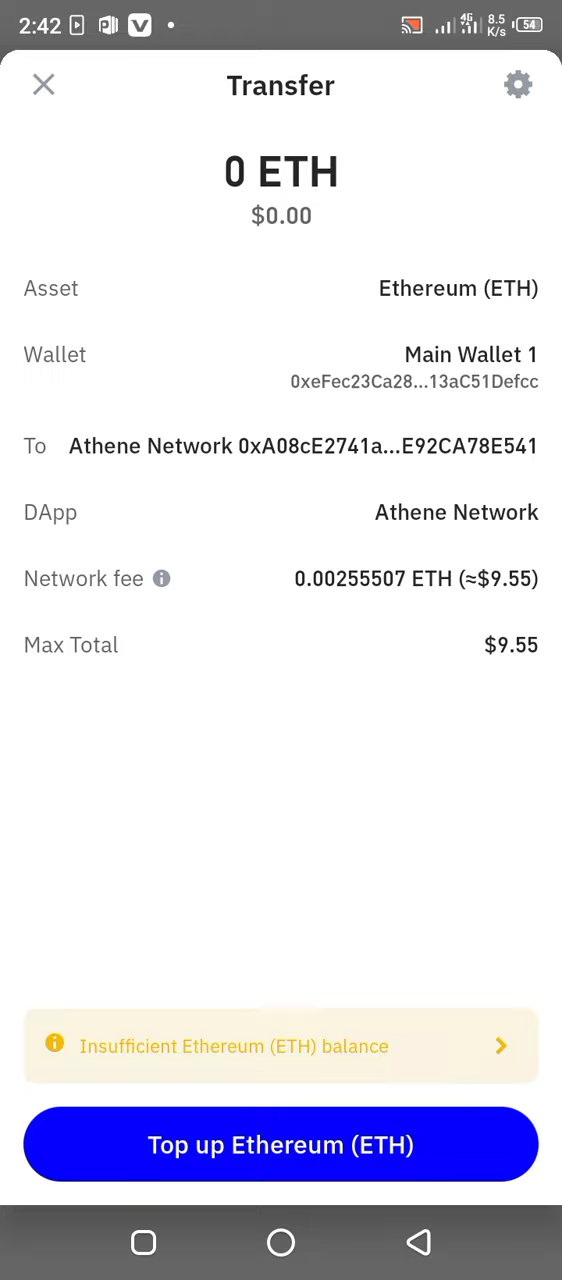 2:42 4G 8.5 K/s 54
Transfer
0 ETH
$0.00
Asset Ethereum (ETH)
Wallet Main Wallet 1
0xeFec23Ca28...13aC51Defcc
To Athene Network 0xA08cE2741a...E92CA78E541
DApp Athene Network
Network fee 0.00255507 ETH (≈$9.55)
Max Total $9.55
Insufficient Ethereum (ETH) balance
Top up Ethereum (ETH)